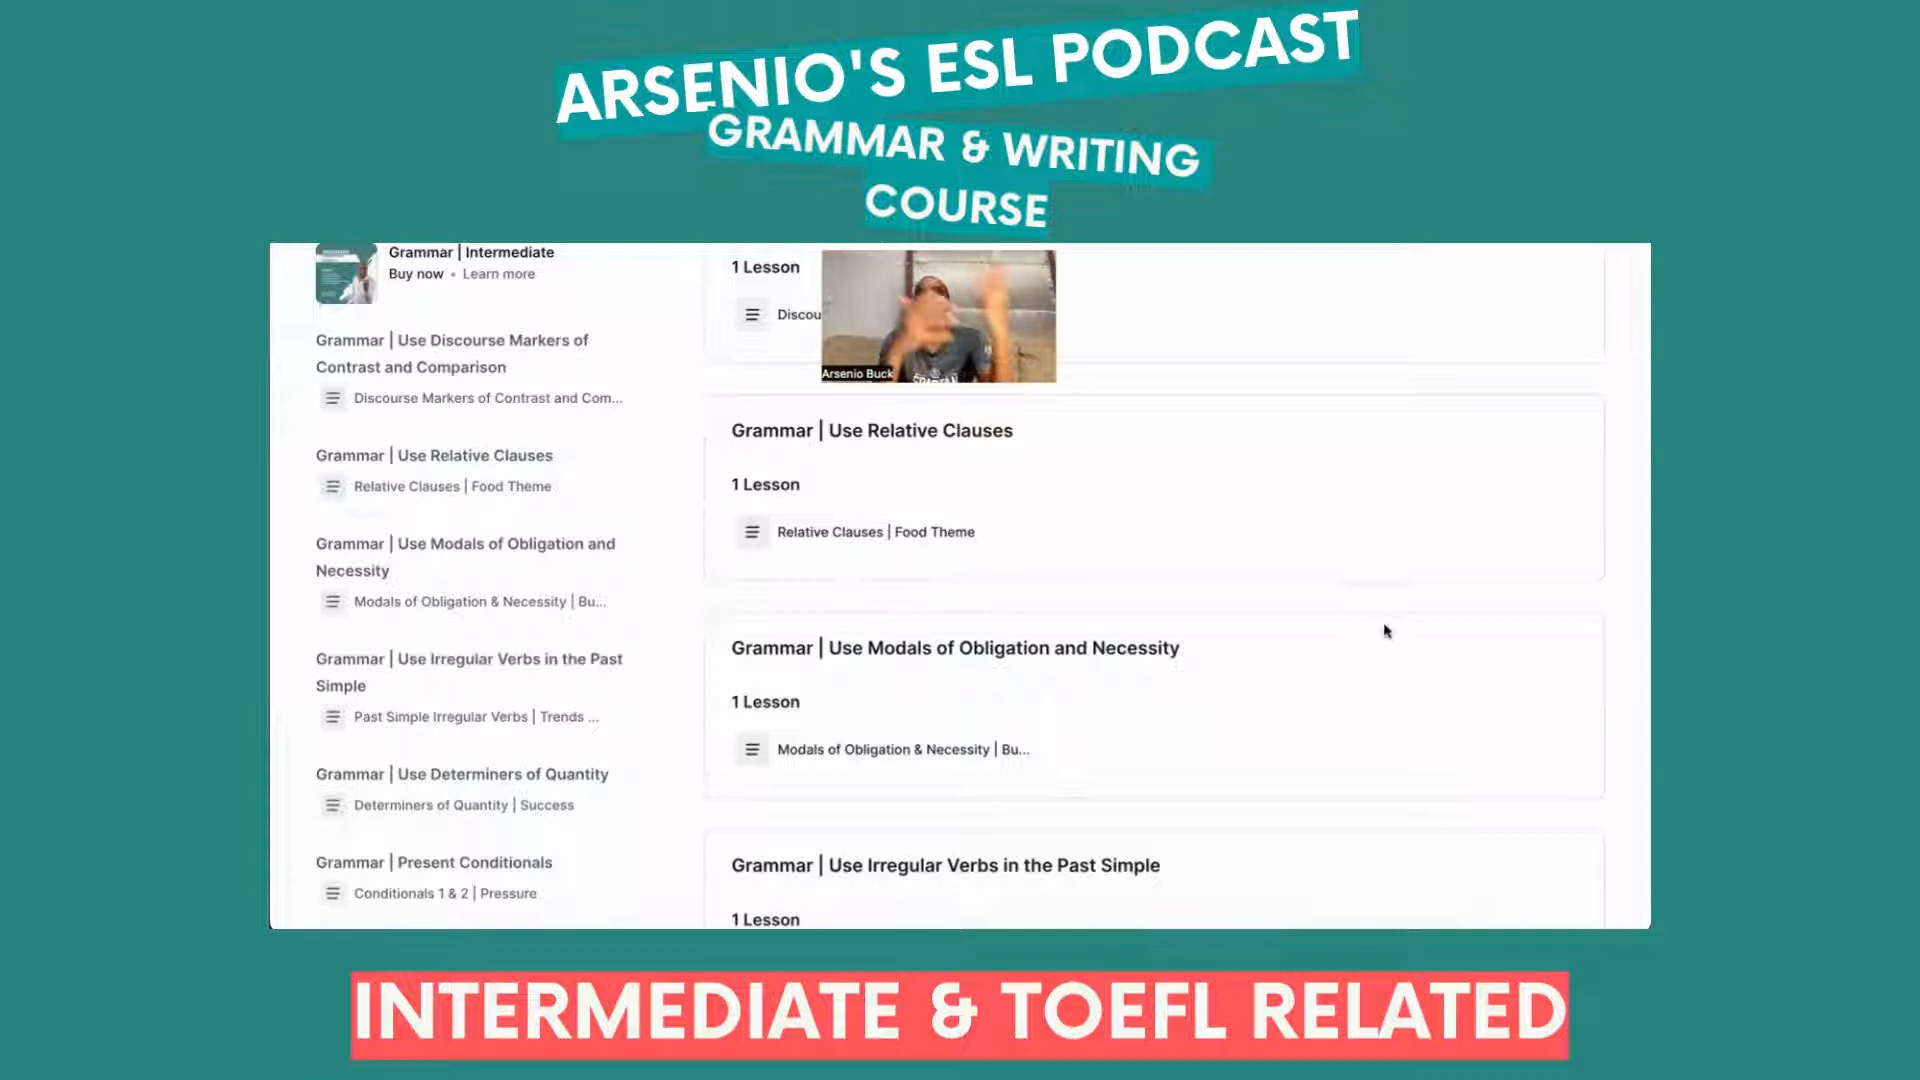 ARSENIO'S ESL PODCAST
GRAMMAR & WRITING
COURSE
Grammar | Intermediate
Buy now • Learn more
Grammar | Use Discourse Markers of
Contrast and Comparison
Discourse Markers of Contrast and Com...
Grammar | Use Relative Clauses
Relative Clauses | Food Theme
Grammar | Use Modals of Obligation and
Necessity
Modals of Obligation & Necessity | Bu...
Grammar | Use Irregular Verbs in the Past
Simple
Past Simple Irregular Verbs | Trends ...
Grammar | Use Determiners of Quantity
Determiners of Quantity | Success
Grammar | Present Conditionals
Conditionals 1 & 2 | Pressure
1 Lesson
Discou
Arsenio Buck
Grammar | Use Relative Clauses
1 Lesson
Relative Clauses | Food Theme
Grammar | Use Modals of Obligation and Necessity
1 Lesson
Modals of Obligation & Necessity | Bu...
Grammar | Use Irregular Verbs in the Past Simple
1 Lesson
INTERMEDIATE & TOEFL RELATED